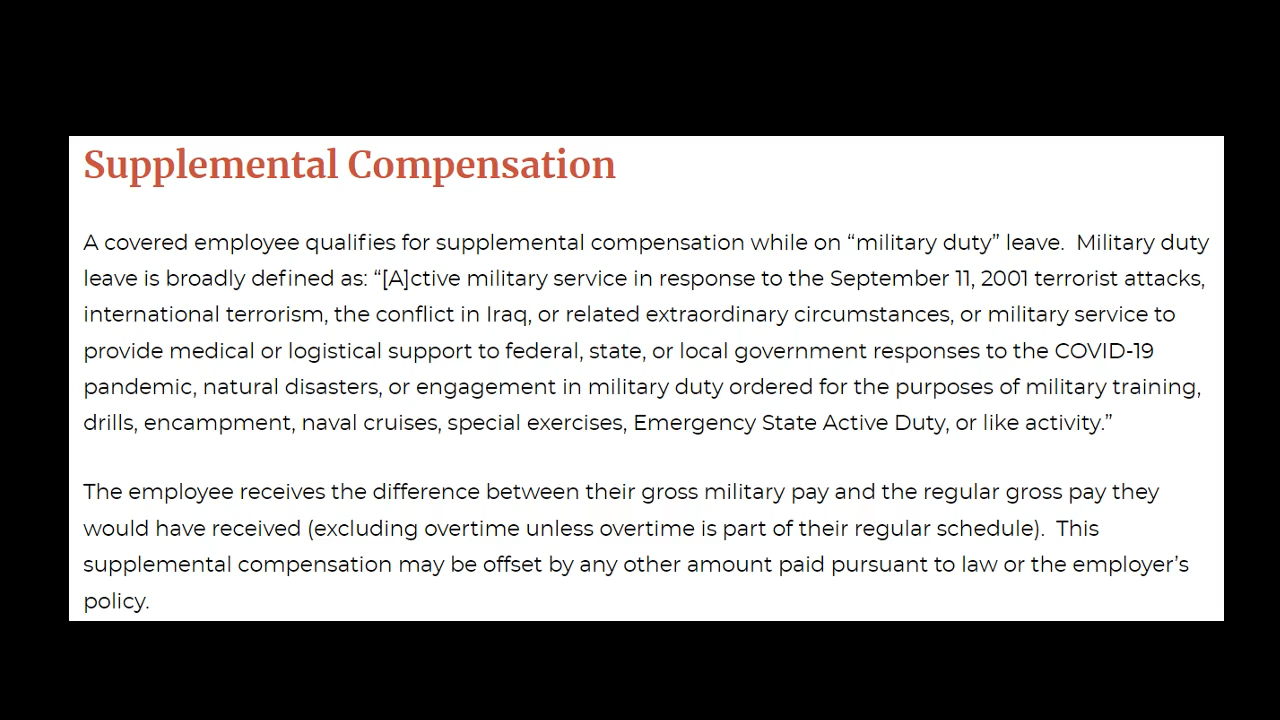 Supplemental Compensation
A covered employee qualifies for supplemental compensation while on “military duty” leave.  Military duty
leave is broadly defined as: “[A]ctive military service in response to the September 11, 2001 terrorist attacks,
international terrorism, the conflict in Iraq, or related extraordinary circumstances, or military service to
provide medical or logistical support to federal, state, or local government responses to the COVID-19
pandemic, natural disasters, or engagement in military duty ordered for the purposes of military training,
drills, encampment, naval cruises, special exercises, Emergency State Active Duty, or like activity.”
The employee receives the difference between their gross military pay and the regular gross pay they
would have received (excluding overtime unless overtime is part of their regular schedule).  This
supplemental compensation may be offset by any other amount paid pursuant to law or the employer’s
policy.